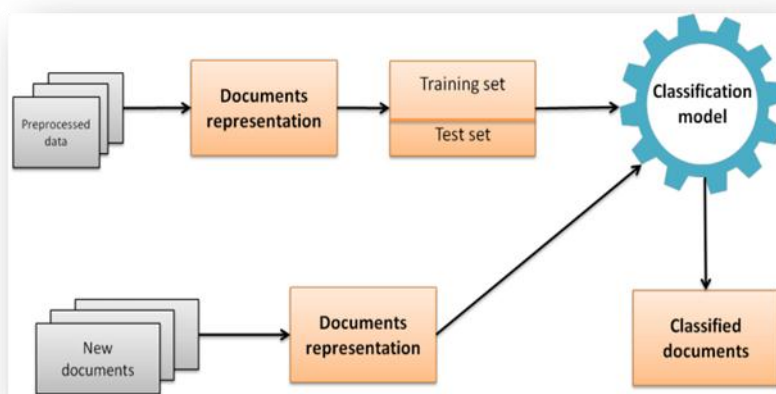 Preprocessed
data
Documents
representation
Training set
Test set
Classification
model
New
documents
Documents
representation
Classified
documents